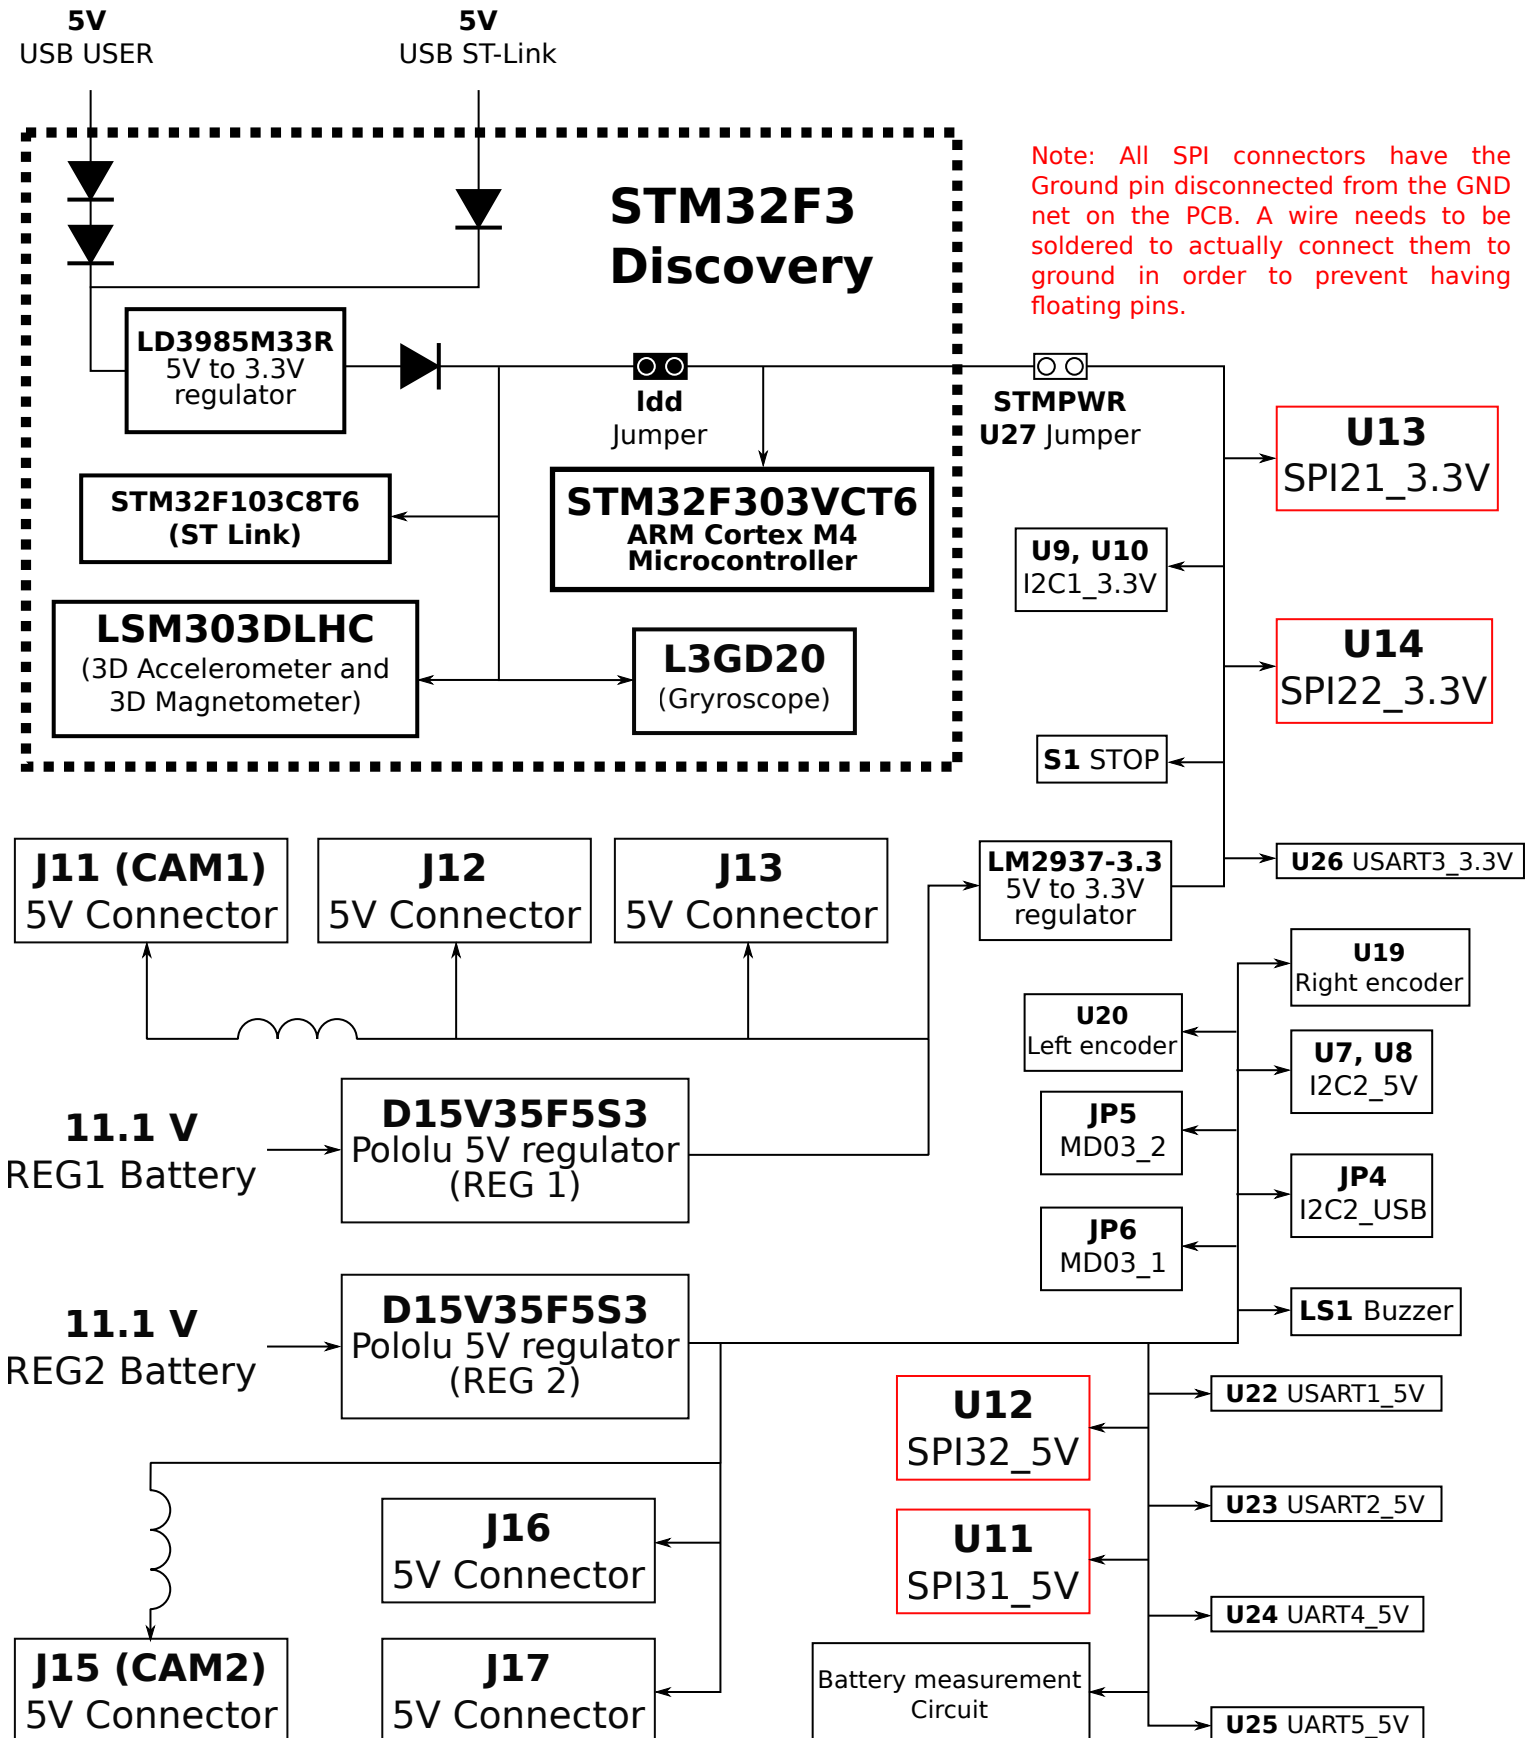 5V
USB USER
5V
USB ST-Link
STM32F3
Discovery
Note: All SPI connectors have the
Ground pin disconnected from the GND
net on the PCB. A wire needs to be
soldered to actually connect them to
ground in order to prevent having
floating pins.
LD3985M33R
5V to 3.3V
regulator
Idd
Jumper
STMPWR
U27 Jumper
U13
SPI21_3.3V
STM32F103C8T6
(ST Link)
STM32F303VCT6
ARM Cortex M4
Microcontroller
U9, U10
I2C1_3.3V
LSM303DLHC
(3D Accelerometer and
3D Magnetometer)
L3GD20
(Gryroscope)
U14
SPI22_3.3V
S1 STOP
J11 (CAM1)
5V Connector
J12
5V Connector
J13
5V Connector
LM2937-3.3
5V to 3.3V
regulator
U26 USART3_3.3V
U19
Right encoder
U20
Left encoder
U7, U8
I2C2_5V
11.1 V
REG1 Battery
D15V35F5S3
Pololu 5V regulator
(REG 1)
JP5
MD03_2
JP4
I2C2_USB
JP6
MD03_1
11.1 V
REG2 Battery
D15V35F5S3
Pololu 5V regulator
(REG 2)
LS1 Buzzer
U12
SPI32_5V
U22 USART1_5V
J16
5V Connector
U11
SPI31_5V
U23 USART2_5V
U24 UART4_5V
J15 (CAM2)
5V Connector
J17
5V Connector
Battery measurement
Circuit
U25 UART5_5V